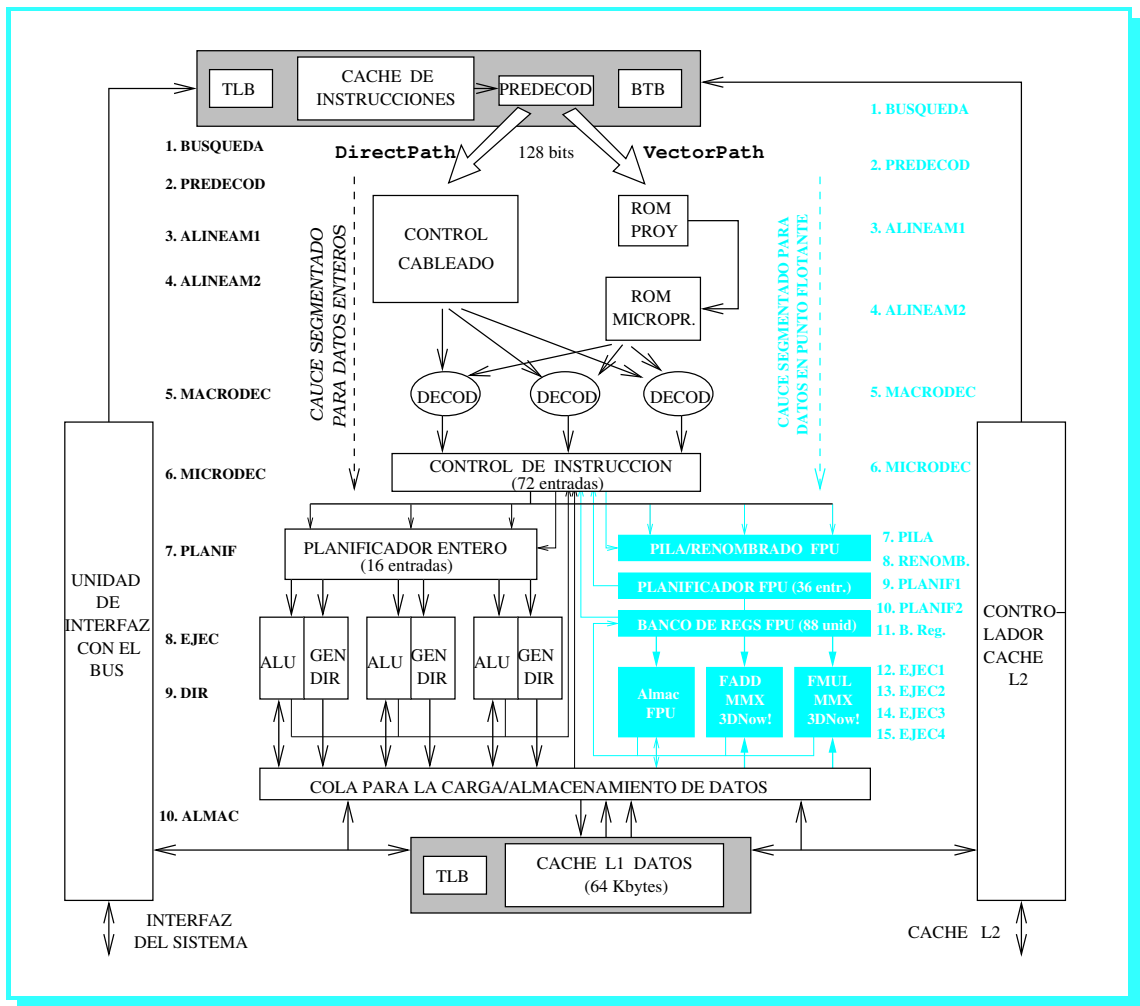 CACHE DE
INSTRUCCIONES
TLB
PREDECOD
BTB
1. BUSQUEDA
2. PREDECOD
3. ALINEAM1
4. ALINEAM2
5. MACRODEC
6. MICRODEC
7. PLANIF
8. EJEC
9. DIR
10. ALMAC
DirectPath
128 bits
VectorPath
CAUCE SEGMENTADO
PARA DATOS ENTEROS
CONTROL
CABLEADO
ROM
PROY
ROM
MICROPR.
DECOD
DECOD
DECOD
CONTROL DE INSTRUCCION
(72 entradas)
CAUCE SEGMENTADO PARA
DATOS EN PUNTO FLOTANTE
1. BUSQUEDA
2. PREDECOD
3. ALINEAM1
4. ALINEAM2
5. MACRODEC
6. MICRODEC
7. PILA
8. RENOMB.
9. PLANIF1
10. PLANIF2
11. B. Reg.
12. EJEC1
13. EJEC2
14. EJEC3
15. EJEC4
PLANIFICADOR ENTERO
(16 entradas)
PILA/RENOMBRADO FPU
PLANIFICADOR FPU (36 entr.)
BANCO DE REGS FPU (88 unid)
ALU
GEN
DIR
ALU
GEN
DIR
ALU
GEN
DIR
Almac
FPU
FADD
MMX
3DNow!
FMUL
MMX
3DNow!
COLA PARA LA CARGA/ALMACENAMIENTO DE DATOS
TLB
CACHE L1 DATOS
(64 Kbytes)
UNIDAD
DE
INTERFAZ
CON EL
BUS
CONTRO–
LADOR
CACHE
L2
INTERFAZ
DEL SISTEMA
CACHE L2